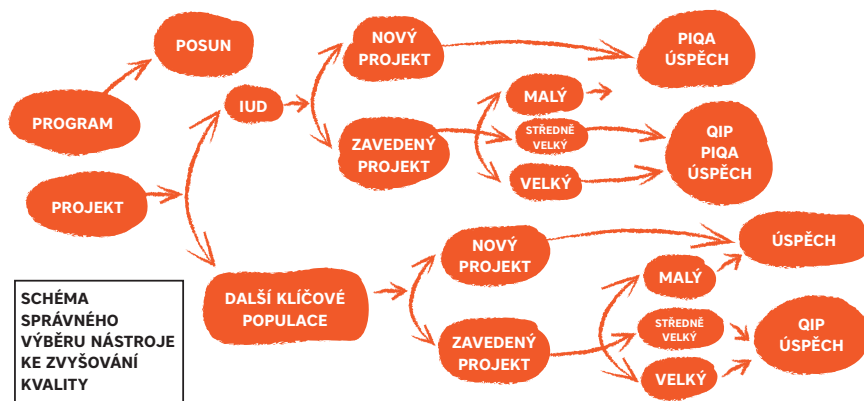 POSUN
PROGRAM
PROJEKT
IUD
NOVÝ
PROJEKT
ZAVEDENÝ
PROJEKT
MALÝ
STŘEDNĚ
VELKÝ
VELKÝ
PIQA
ÚSPĚCH
QIP
PIQA
ÚSPĚCH
DALŠÍ KLÍČOVÉ
POPULACE
NOVÝ
PROJEKT
ZAVEDENÝ
PROJEKT
MALÝ
STŘEDNĚ
VELKÝ
VELKÝ
ÚSPĚCH
QIP
ÚSPĚCH
SCHÉMA
SPRÁVNÉHO
VÝBĚRU NÁSTROJE
KE ZVYŠOVÁNÍ
KVALITY